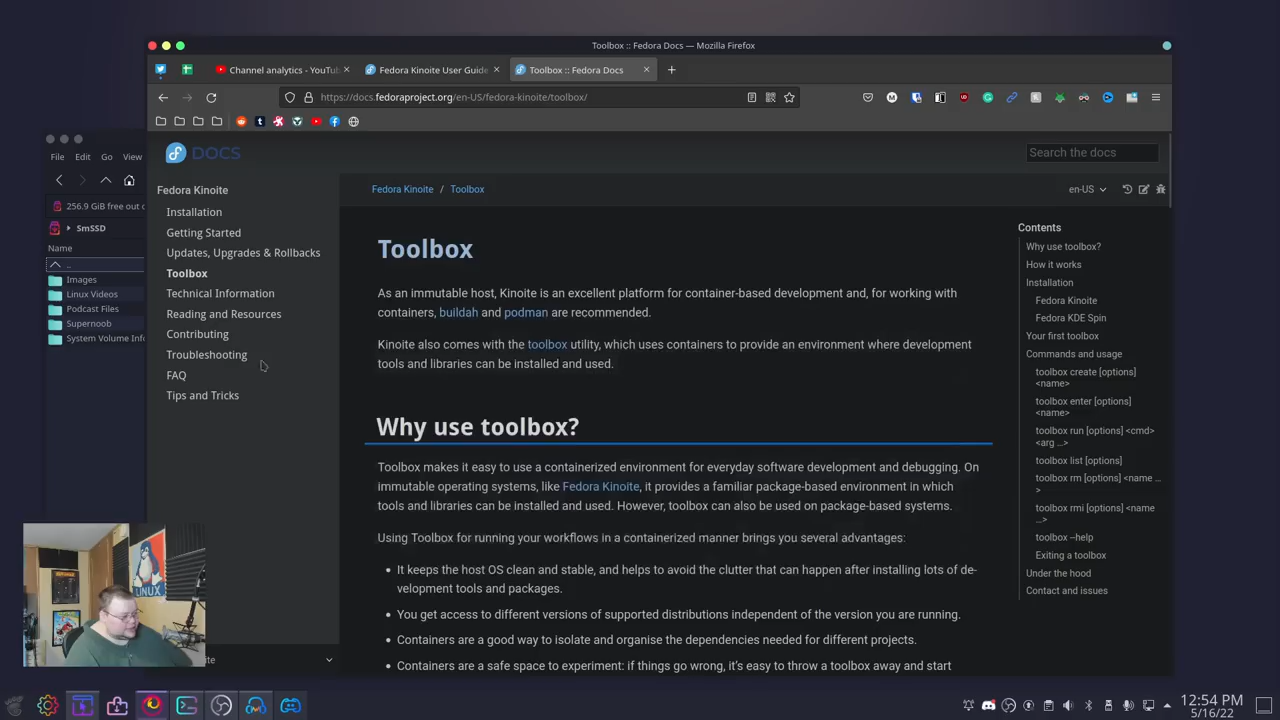 Toolbox :: Fedora Docs — Mozilla Firefox
Channel analytics - YouTub
Fedora Kinoite User Guide
Toolbox :: Fedora Docs
https://docs.fedoraproject.org/en-US/fedora-kinoite/toolbox/
File Edit Go View
256.9 GiB free out o
SmSSD
Name
..
Images
Linux Videos
Podcast Files
Supernoob
System Volume Info
DOCS
Search the docs
Fedora Kinoite
Installation
Getting Started
Updates, Upgrades & Rollbacks
Toolbox
Technical Information
Reading and Resources
Contributing
Troubleshooting
FAQ
Tips and Tricks
Fedora Kinoite / Toolbox
en-US
Toolbox
As an immutable host, Kinoite is an excellent platform for container-based development and, for working with
containers, buildah and podman are recommended.
Kinoite also comes with the toolbox utility, which uses containers to provide an environment where development
tools and libraries can be installed and used.
Why use toolbox?
Toolbox makes it easy to use a containerized environment for everyday software development and debugging. On
immutable operating systems, like Fedora Kinoite, it provides a familiar package-based environment in which
tools and libraries can be installed and used. However, toolbox can also be used on package-based systems.
Using Toolbox for running your workflows in a containerized manner brings you several advantages:
• It keeps the host OS clean and stable, and helps to avoid the clutter that can happen after installing lots of de-
velopment tools and packages.
• You get access to different versions of supported distributions independent of the version you are running.
• Containers are a good way to isolate and organise the dependencies needed for different projects.
• Containers are a safe space to experiment: if things go wrong, it's easy to throw a toolbox away and start
Contents
Why use toolbox?
How it works
Installation
Fedora Kinoite
Fedora KDE Spin
Your first toolbox
Commands and usage
toolbox create [options]
<name>
toolbox enter [options]
<name>
toolbox run [options] <cmd>
<arg ...>
toolbox list [options]
toolbox rm [options] <name ...
>
toolbox rmi [options] <name
...>
toolbox --help
Exiting a toolbox
Under the hood
Contact and issues
LINUX
ite
12:54 PM
5/16/22